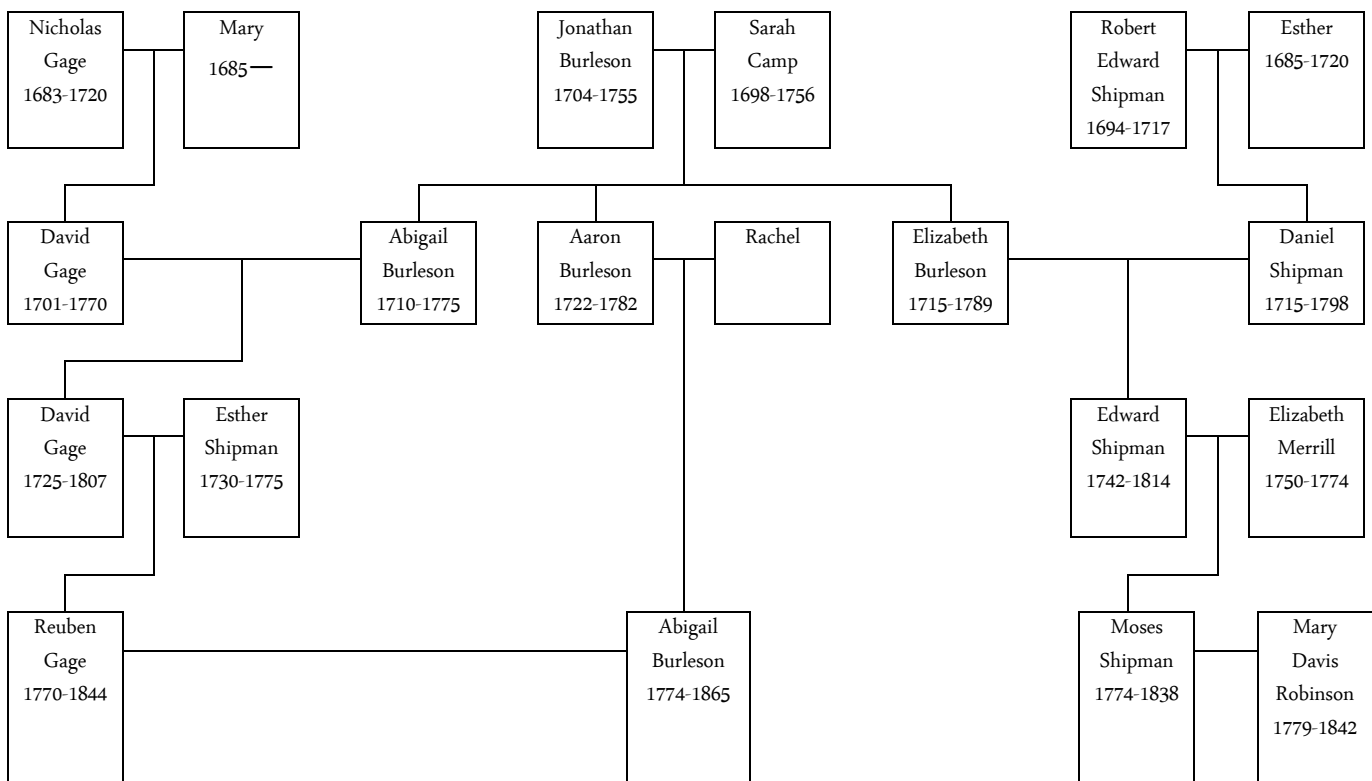 Nicholas
Gage
1683-1720
Mary
1685—
Jonathan
Burleson
1704-1755
Sarah
Camp
1698-1756
Robert
Edward
Shipman
1694-1717
Esther
1685-1720
David
Gage
1701-1770
Abigail
Burleson
1710-1775
Aaron
Burleson
1722-1782
Rachel
Elizabeth
Burleson
1715-1789
Daniel
Shipman
1715-1798
David
Gage
1725-1807
Esther
Shipman
1730-1775
Edward
Shipman
1742-1814
Elizabeth
Merrill
1750-1774
Reuben
Gage
1770-1844
Abigail
Burleson
1774-1865
Moses
Shipman
1774-1838
Mary
Davis
Robinson
1779-1842